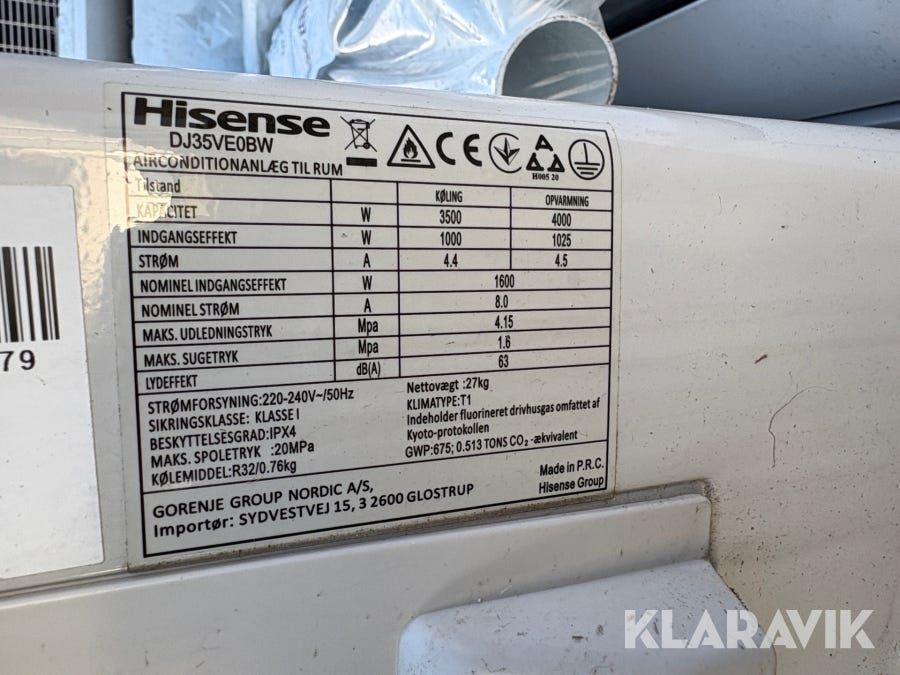 Hisense
DJ35VE0BW
AIRCONDITIONANLÆG TIL RUM
H005 20
Tilstand KØLING OPVARMNING
KAPACITET W 3500 4000
INDGANGSEFFEKT W 1000 1025
STRØM A 4.4 4.5
NOMINEL INDGANGSEFFEKT W 1600
NOMINEL STRØM A 8.0
MAKS. UDLEDNINGSTRYK Mpa 4.15
MAKS. SUGETRYK Mpa 1.6
LYDEFFEKT dB(A) 63
STRØMFORSYNING:220-240V~/50Hz
SIKRINGSKLASSE: KLASSE I
BESKYTTELSESGRAD:IPX4
MAKS. SPOLETRYK :20MPa
KØLEMIDDEL:R32/0.76kg
Nettovægt :27kg
KLIMATYPE:T1
Indeholder fluorineret drivhusgas omfattet af
Kyoto-protokollen
GWP:675; 0.513 TONS CO₂ -ækvivalent
GORENJE GROUP NORDIC A/S,
Importør: SYDVESTVEJ 15, 3 2600 GLOSTRUP
Made in P.R.C.
Hisense Group
79
KLARAVIK